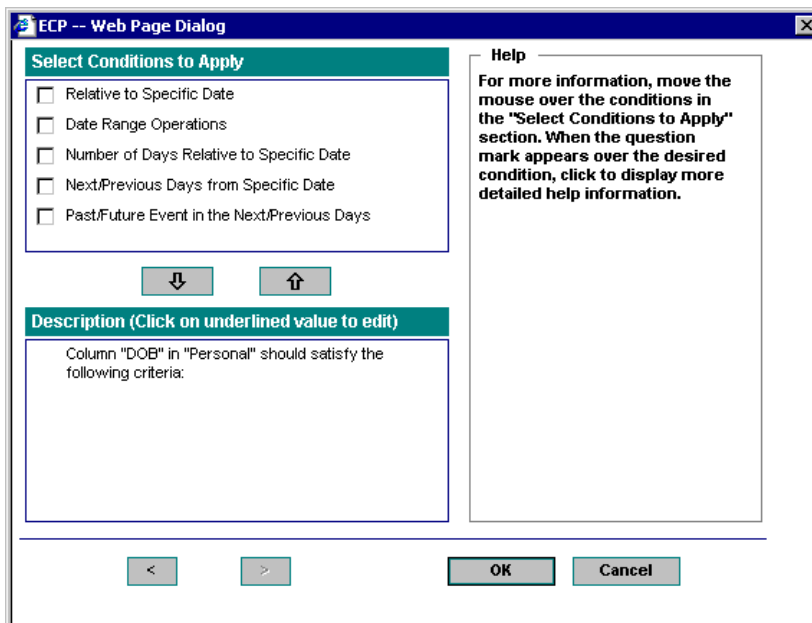 ECP -- Web Page Dialog
Select Conditions to Apply
Relative to Specific Date
Date Range Operations
Number of Days Relative to Specific Date
Next/Previous Days from Specific Date
Past/Future Event in the Next/Previous Days
Help
For more information, move the
mouse over the conditions in
the "Select Conditions to Apply"
section. When the question
mark appears over the desired
condition, click to display more
detailed help information.
Description (Click on underlined value to edit)
Column "DOB" in "Personal" should satisfy the
following criteria:
< > OK Cancel